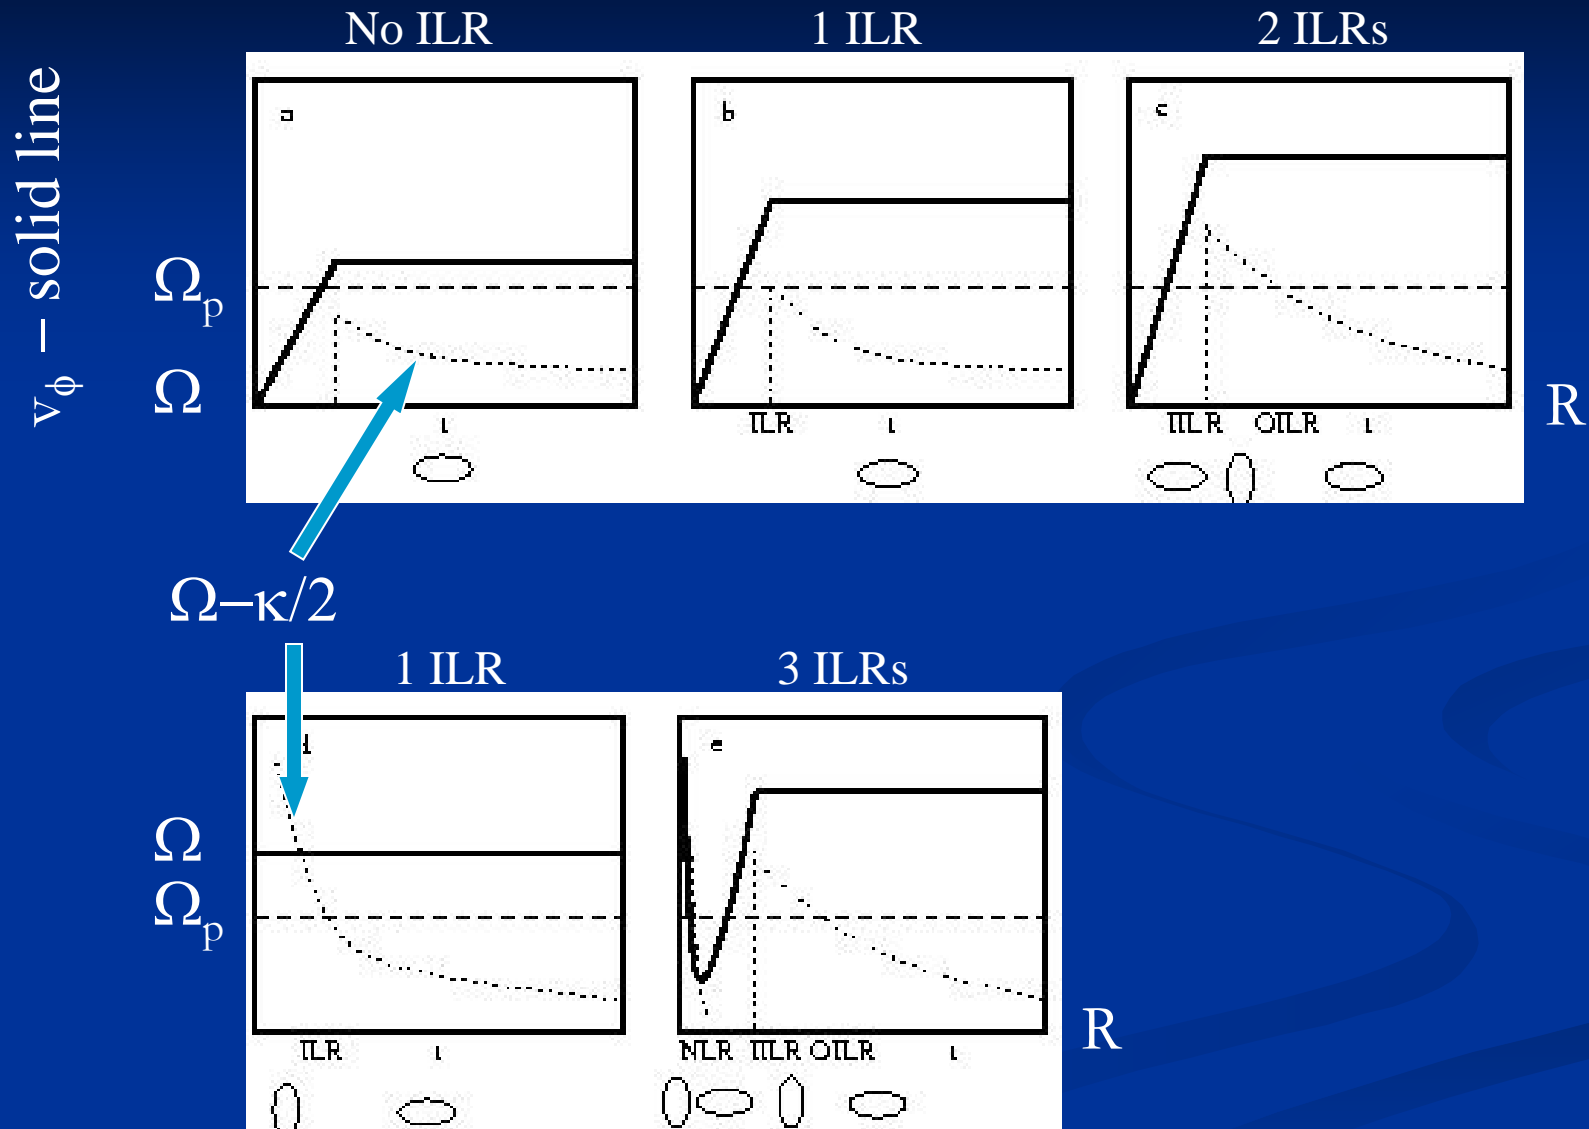 No ILR
1 ILR
2 ILRs
vϕ – solid line
a
b
c
Ωp
Ω
R
r
ILR
r
IILR OILR r
Ω–κ/2
1 ILR
3 ILRs
d
e
Ω
Ωp
R
ILR
r
NLR IILR OILR
r